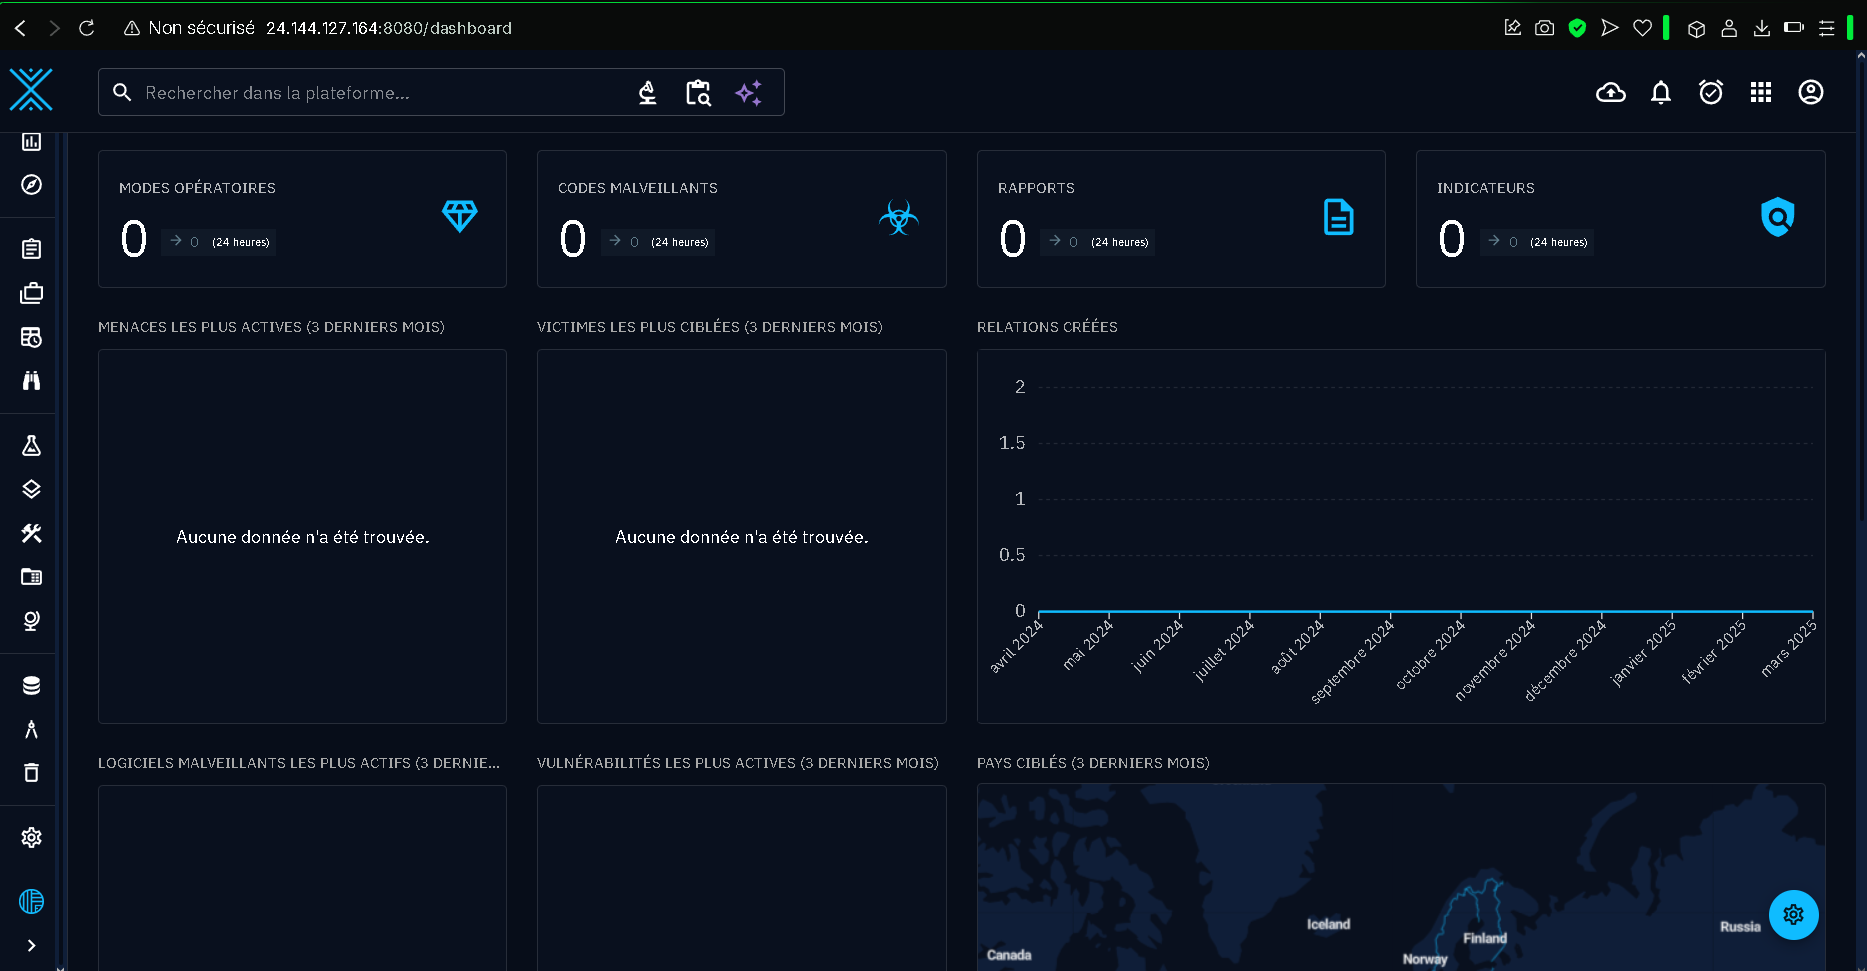 Non sécurisé 24.144.127.164:8080/dashboard
Rechercher dans la plateforme...
MODES OPÉRATOIRES
0 0 (24 heures)
CODES MALVEILLANTS
0 0 (24 heures)
RAPPORTS
0 0 (24 heures)
INDICATEURS
0 0 (24 heures)
MENACES LES PLUS ACTIVES (3 DERNIERS MOIS)
Aucune donnée n'a été trouvée.
VICTIMES LES PLUS CIBLÉES (3 DERNIERS MOIS)
Aucune donnée n'a été trouvée.
RELATIONS CRÉÉES
2
1.5
1
0.5
0
avril 2024
mai 2024
juin 2024
juillet 2024
août 2024
septembre 2024
octobre 2024
novembre 2024
décembre 2024
janvier 2025
février 2025
mars 2025
LOGICIELS MALVEILLANTS LES PLUS ACTIFS (3 DERNIE...
VULNÉRABILITÉS LES PLUS ACTIVES (3 DERNIERS MOIS)
PAYS CIBLÉS (3 DERNIERS MOIS)
Iceland
Russia
Finland
Canada
Norway